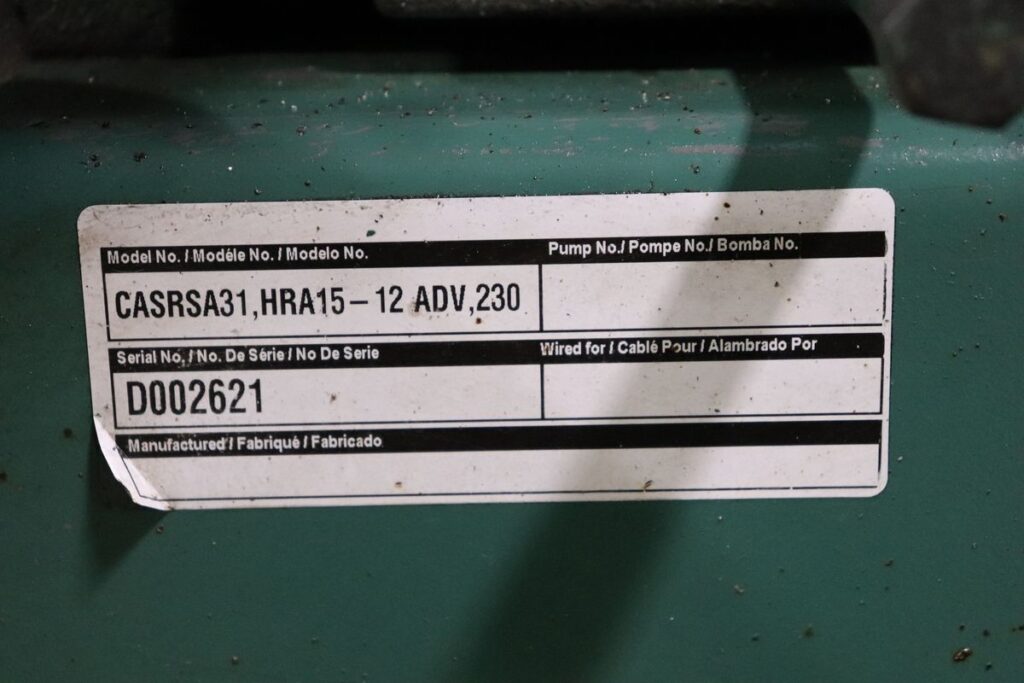 Model No. / Modéle No. / Modelo No.
Pump No./ Pompe No./ Bomba No.
CASRSA31,HRA15-12 ADV,230
Serial No. / No. De Série / No De Serie
Wired for / Cablé Pour / Alambrado Por
D002621
Manufactured / Fabriqué / Fabricado